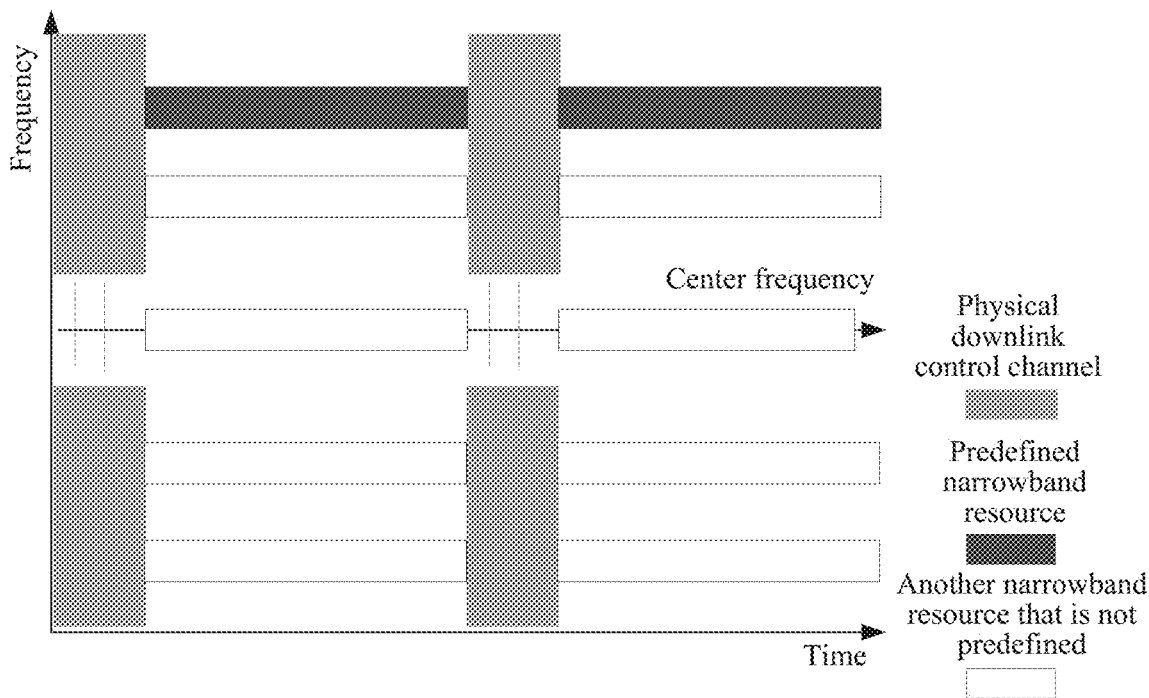 Frequency
Center frequency
Physical
downlink
control channel
Predefined
narrowband
resource
Another narrowband
resource that is not
predefined
Time